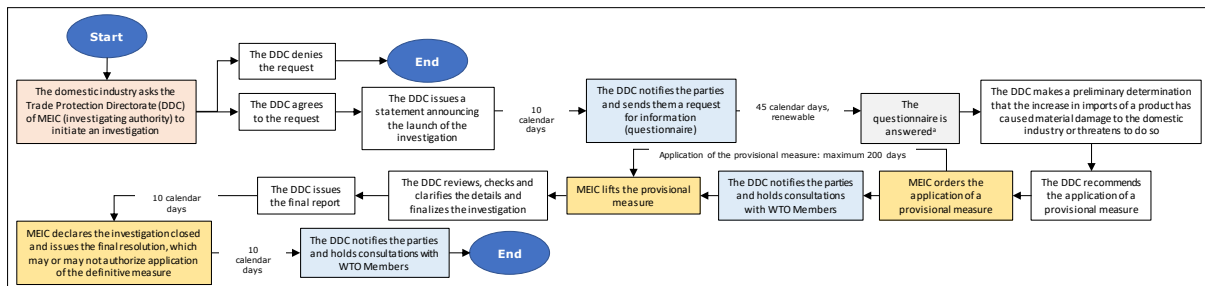 Start
The domestic industry asks the
Trade Protection Directorate (DDC)
of MEIC (investigating authority) to
initiate an investigation
The DDC denies
the request
End
The DDC agrees
to the request
The DDC issues a
statement announcing
the launch of the
investigation
10
calendar
days
The DDC notifies the parties
and sends them a request
for information
(questionnaire)
45 calendar days,
renewable
The
questionnaire
is answeredᵃ
The DDC makes a preliminary determination
that the increase in imports of a product has
caused material damage to the domestic
industry or threatens to do so
Application of the provisional measure: maximum 200 days
The DDC recommends
the application of a
provisional measure
MEIC orders the
application of a
provisional measure
The DDC notifies the parties
and holds consultations
with WTO Members
MEIC lifts the provisional
measure
The DDC reviews, checks and
clarifies the details and
finalizes the investigation
The DDC issues
the final report
10 calendar
days
MEIC declares the investigation closed
and issues the final resolution, which
may or may not authorize application
of the definitive measure
10
calendar
days
The DDC notifies the parties
and holds consultations with
WTO Members
End